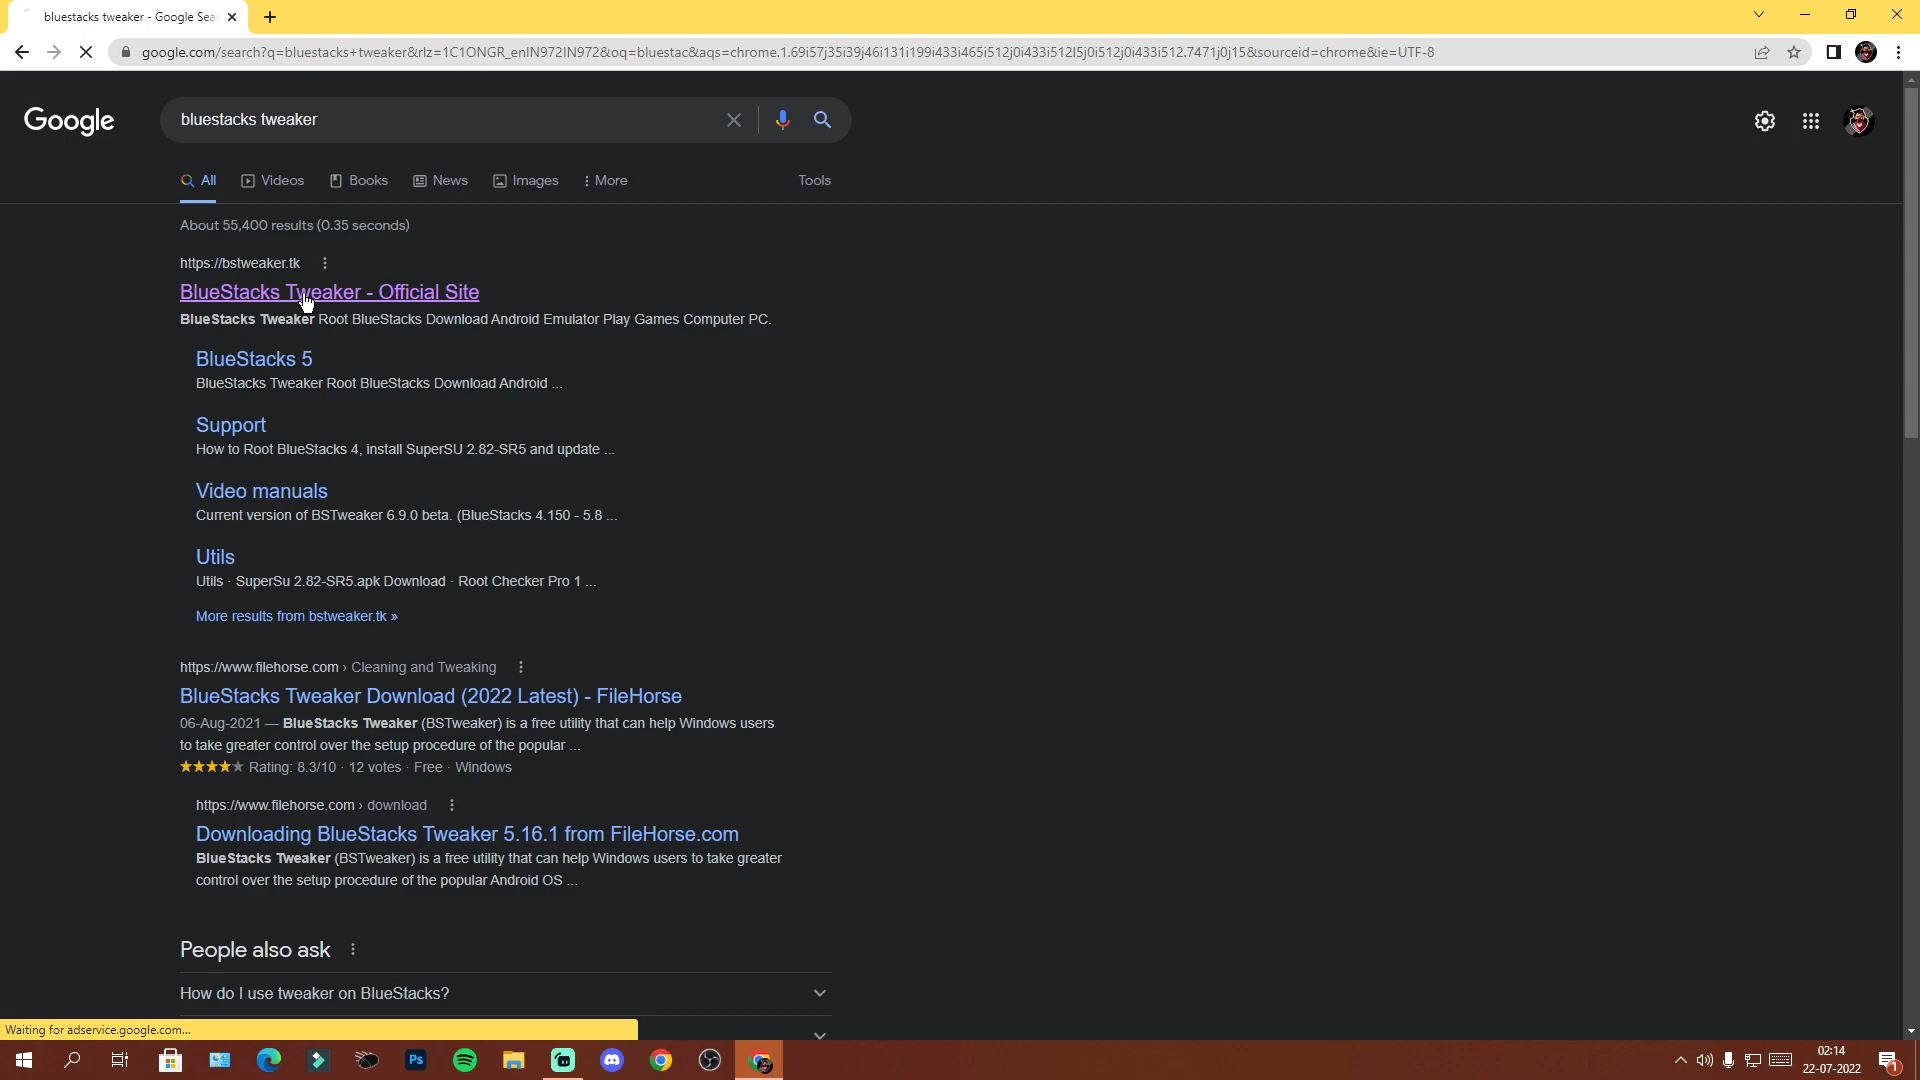 bluestacks tweaker - Google Sea
google.com/search?q=bluestacks+tweaker&rlz=1C1ONGR_enIN972IN972&oq=bluestac&aqs=chrome.1.69i57j35i39j46i131i199i433i465i512j0i433i512l5j0i512j0i433i512.7471j0j15&sourceid=chrome&ie=UTF-8
Google
bluestacks tweaker
All
Videos
Books
News
Images
More
Tools
About 55,400 results (0.35 seconds)
https://bstweaker.tk
BlueStacks Tweaker - Official Site
BlueStacks Tweaker Root BlueStacks Download Android Emulator Play Games Computer PC.
BlueStacks 5
BlueStacks Tweaker Root BlueStacks Download Android ...
Support
How to Root BlueStacks 4, install SuperSU 2.82-SR5 and update ...
Video manuals
Current version of BSTweaker 6.9.0 beta. (BlueStacks 4.150 - 5.8 ...
Utils
Utils · SuperSu 2.82-SR5.apk Download · Root Checker Pro 1 ...
More results from bstweaker.tk »
https://www.filehorse.com › Cleaning and Tweaking
BlueStacks Tweaker Download (2022 Latest) - FileHorse
06-Aug-2021 — BlueStacks Tweaker (BSTweaker) is a free utility that can help Windows users
to take greater control over the setup procedure of the popular ...
Rating: 8.3/10 · 12 votes · Free · Windows
https://www.filehorse.com › download
Downloading BlueStacks Tweaker 5.16.1 from FileHorse.com
BlueStacks Tweaker (BSTweaker) is a free utility that can help Windows users to take greater
control over the setup procedure of the popular Android OS ...
People also ask
How do I use tweaker on BlueStacks?
Waiting for adservice.google.com...
Ps
02:14
22-07-2022
1